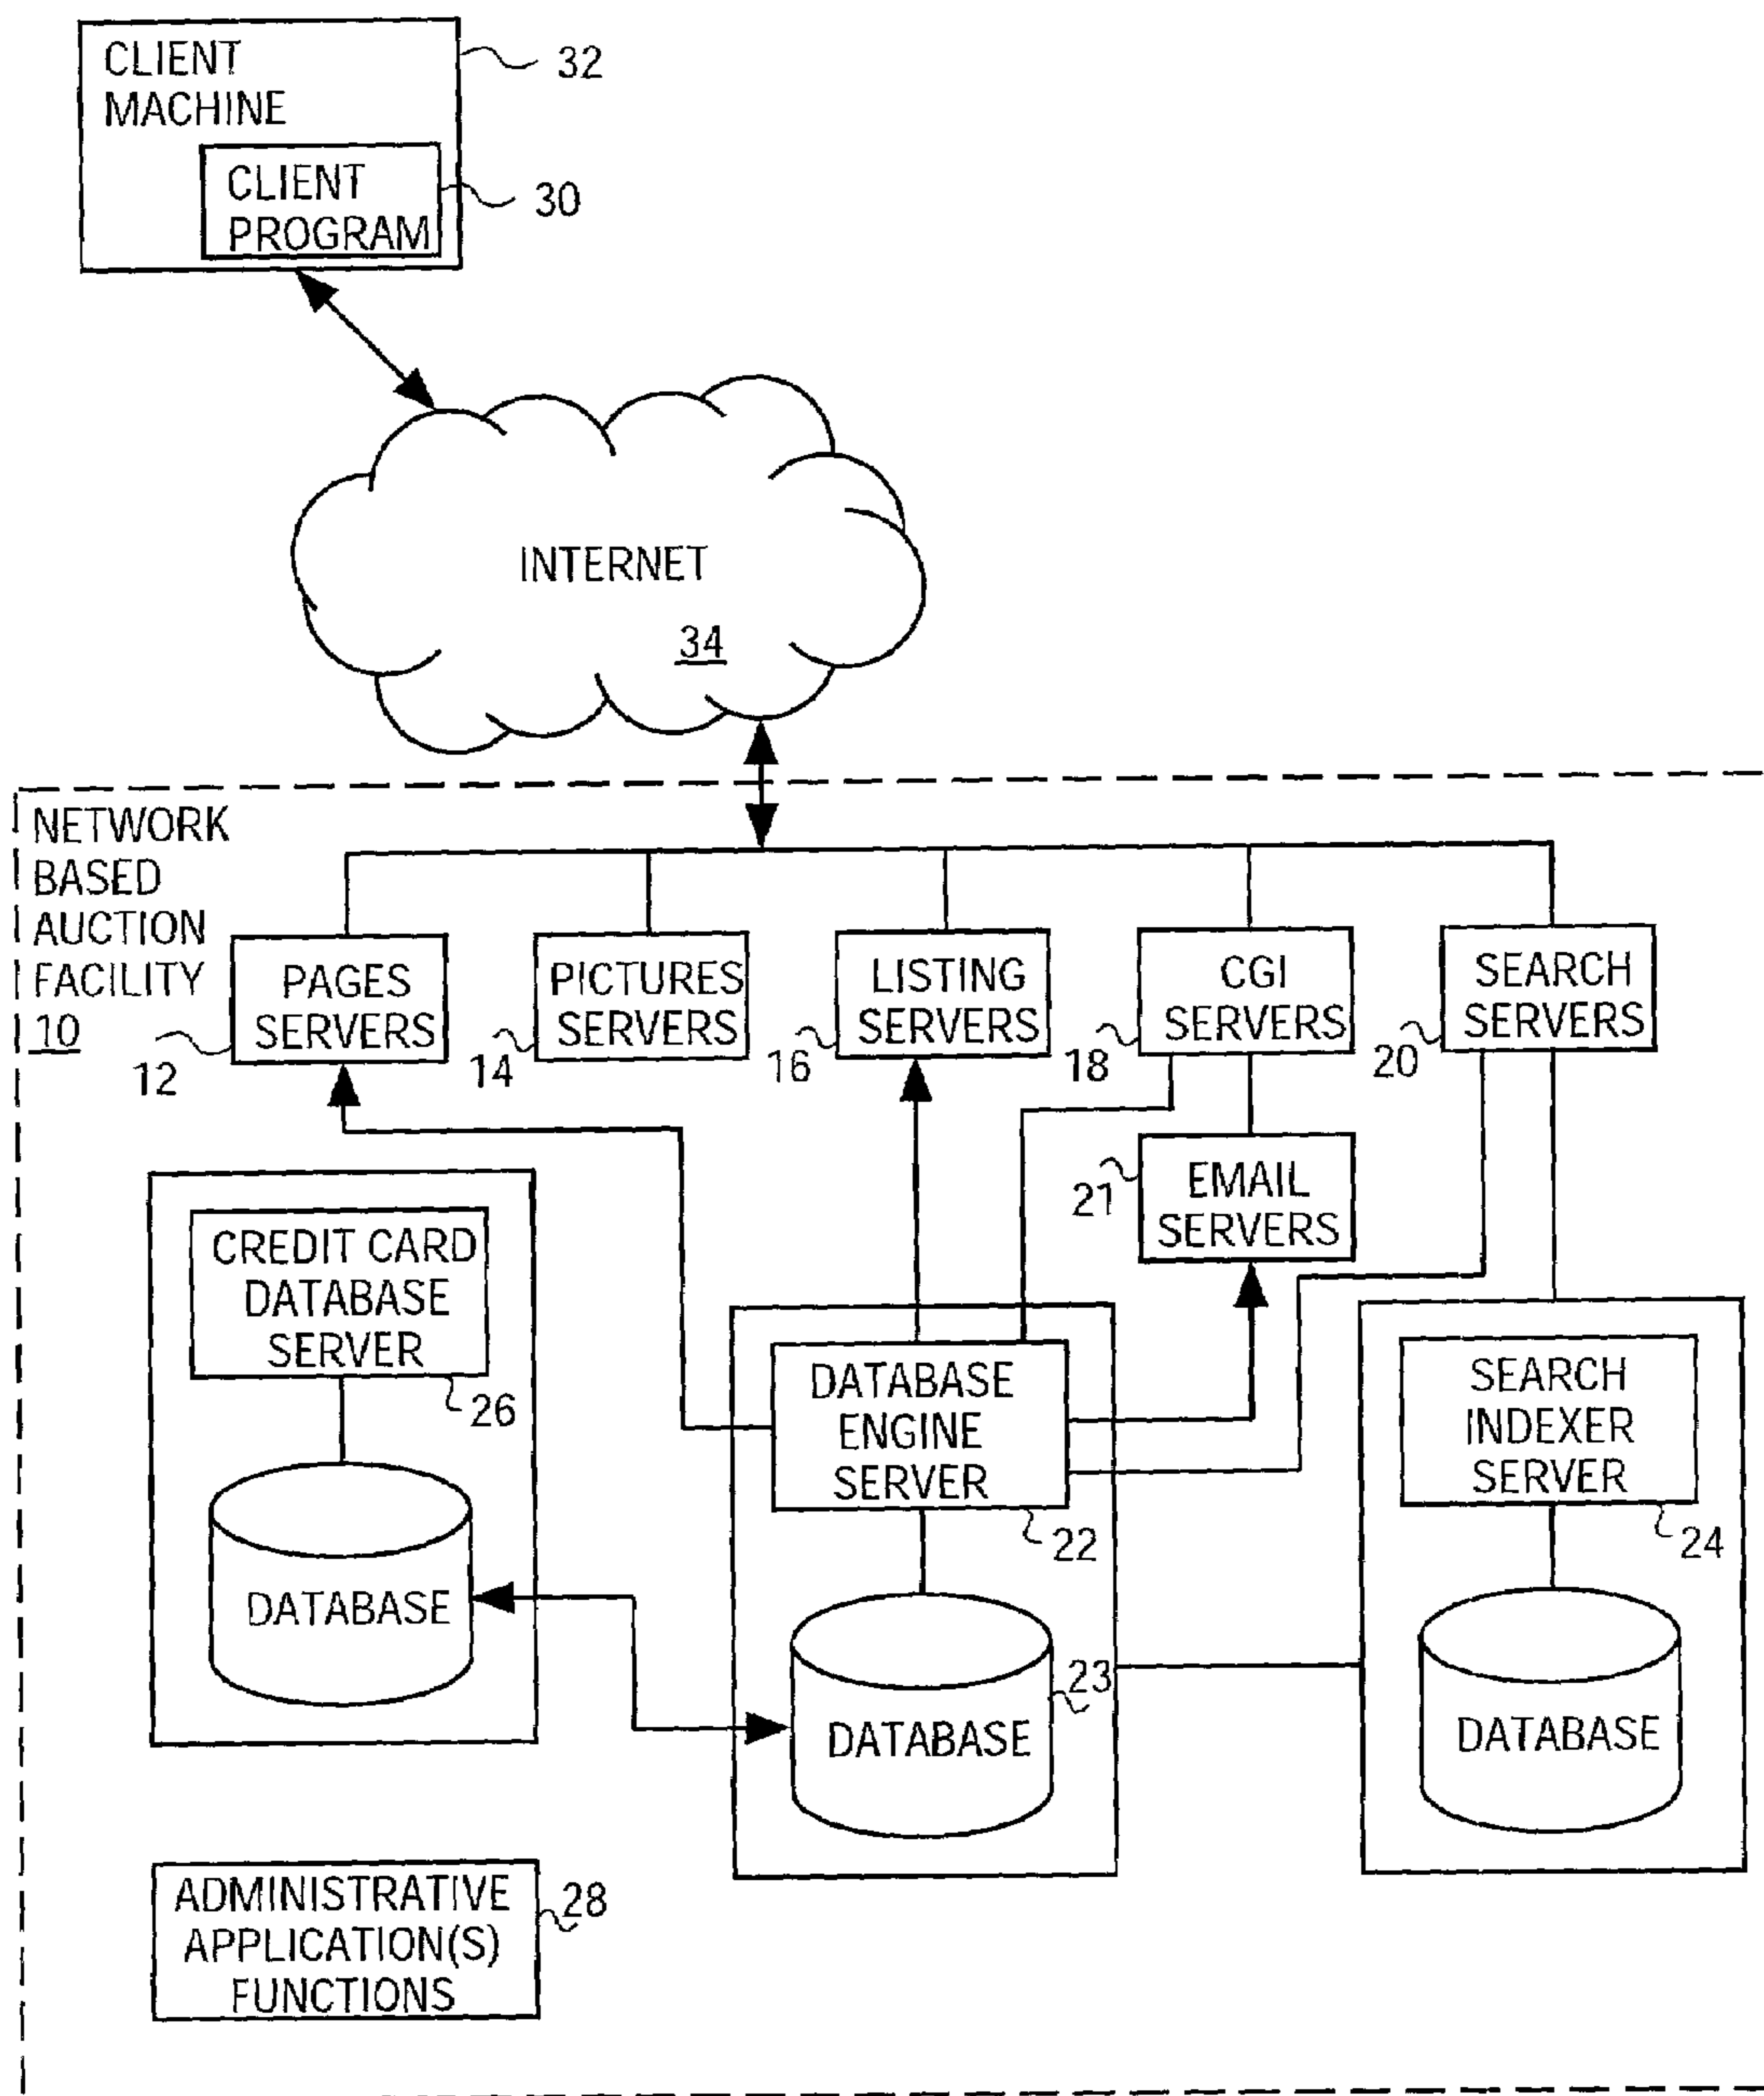 CLIENT
MACHINE
32
CLIENT
PROGRAM
30
INTERNET
34
NETWORK
BASED
AUCTION
FACILITY
10
PAGES
SERVERS
12
PICTURES
SERVERS
14
LISTING
SERVERS
16
CGI
SERVERS
18
SEARCH
SERVERS
20
EMAIL
SERVERS
21
CREDIT CARD
DATABASE
SERVER
26
DATABASE
DATABASE
ENGINE
SERVER
22
DATABASE
23
SEARCH
INDEXER
SERVER
24
DATABASE
ADMINISTRATIVE
APPLICATION(S)
FUNCTIONS
28